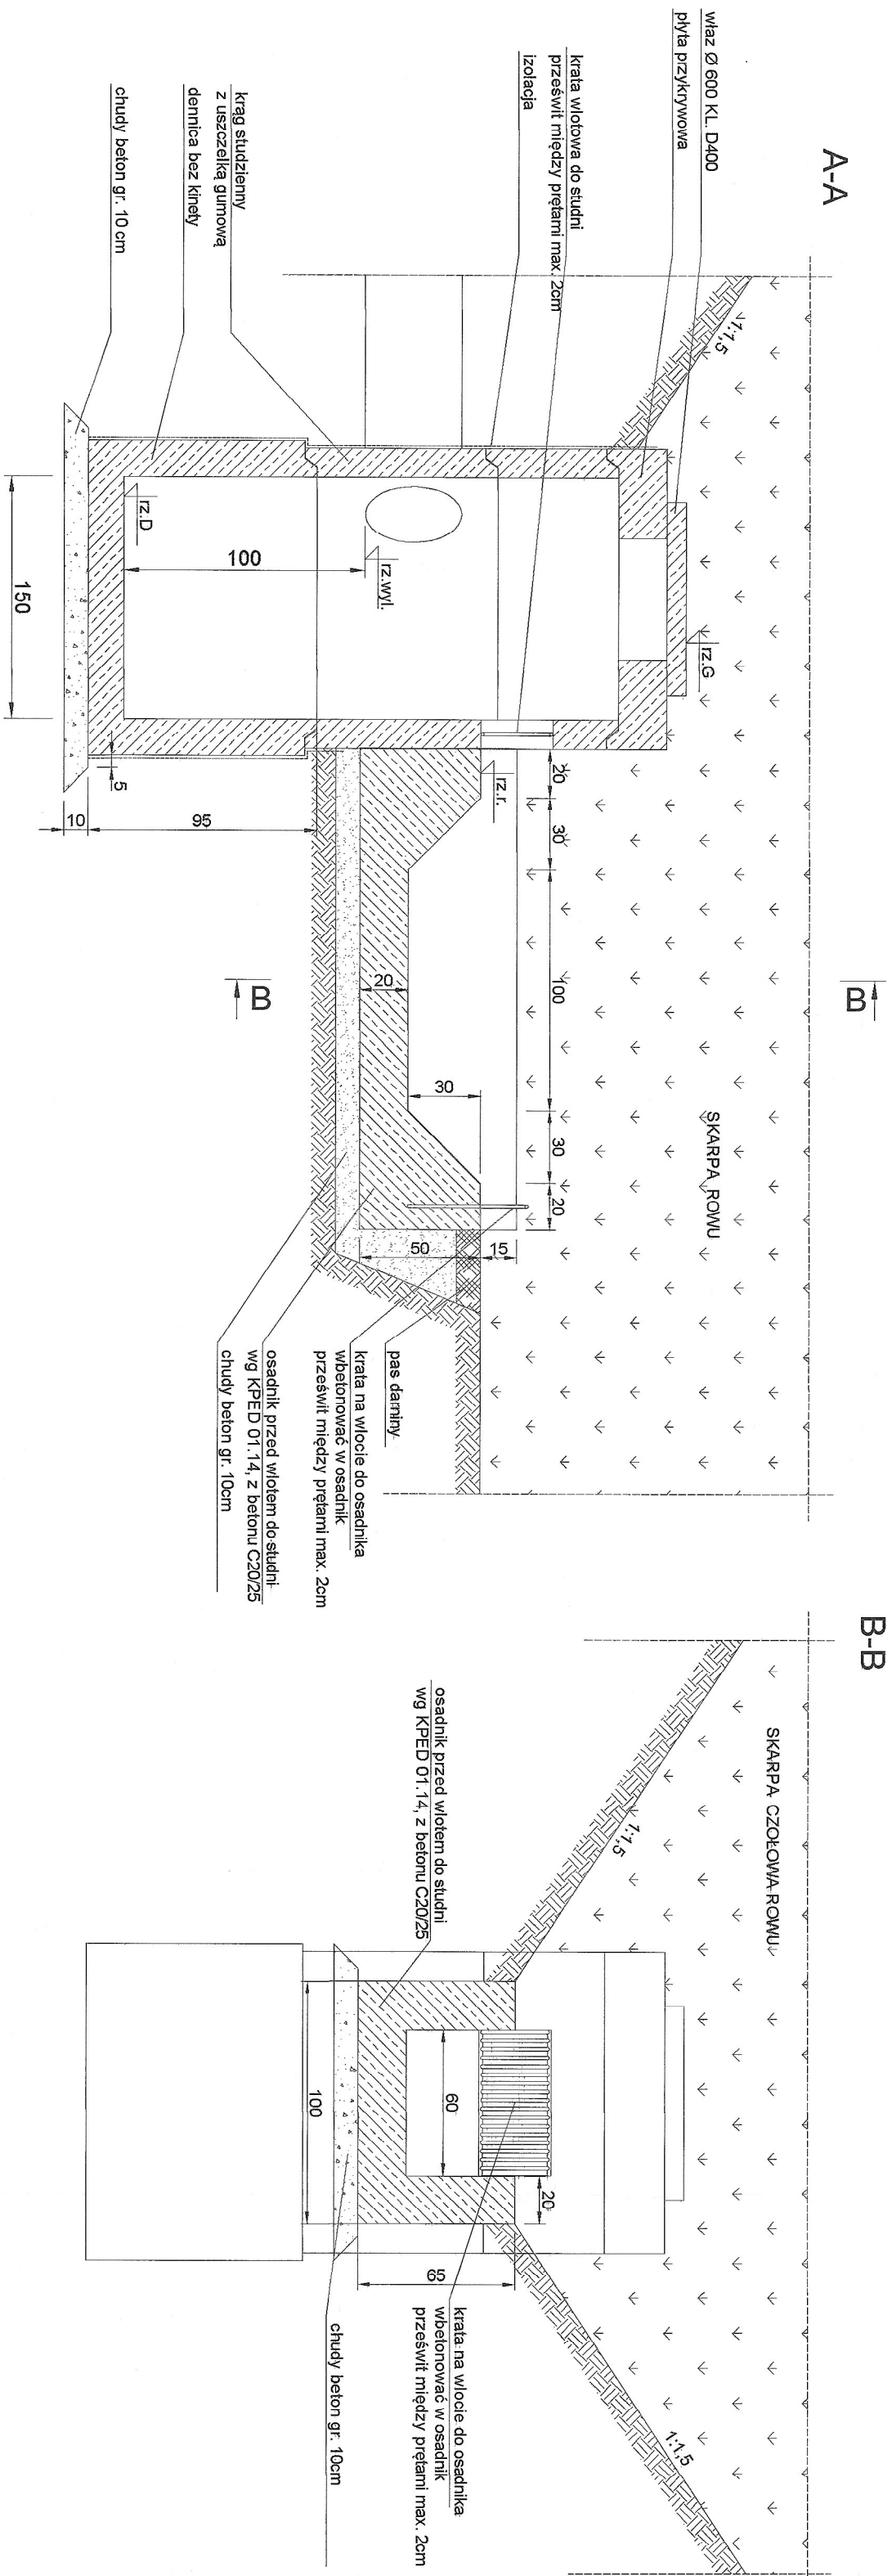 A-A
właz Ø 600 KL. D400
płyta przykrywowa
krata wlotowa do studni
prześwit między prętami max. 2cm
izolacja
krąg studzienny
z uszczelką gumową
dennica bez kinety
chudy beton gr. 10 cm
1:1,5
rz.G
rz.wyl.
rz.D
rz.r.
100
150
5
10
95
20
30
100
30
20
20
30
50
15
B
B
SKARPA ROWU
pas darniny
krata na wlocie do osadnika
wbetonować w osadnik
prześwit między prętami max. 2cm
osadnik przed wlotem do studni
wg KPED 01.14, z betonu C20/25
chudy beton gr. 10cm
B-B
SKARPA CZOŁOWA ROWU
1:1,5
1:1,5
osadnik przed wlotem do studni
wg KPED 01.14, z betonu C20/25
60
20
100
65
krata na wlocie do osadnika
wbetonować w osadnik
prześwit między prętami max. 2cm
chudy beton gr. 10cm